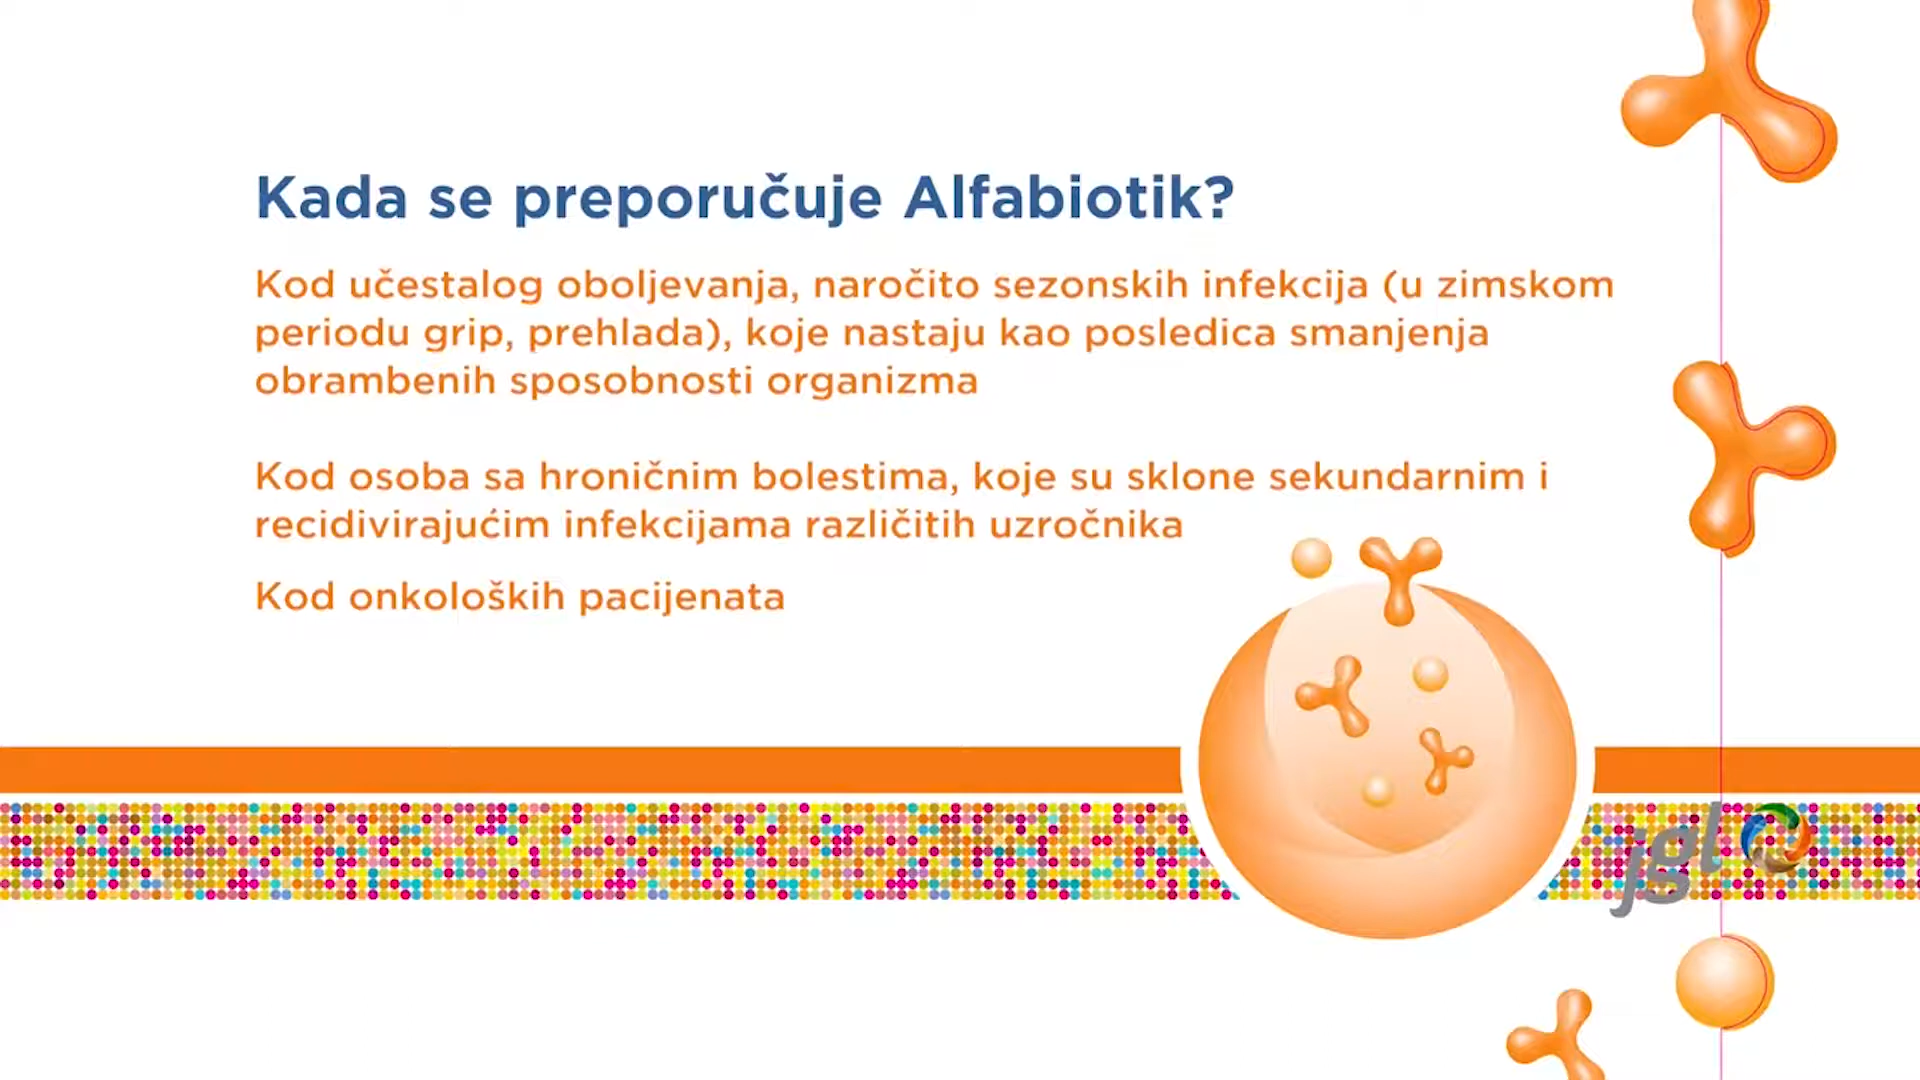 Kada se preporučuje Alfabiotik?
Kod učestalog oboljevanja, naročito sezonskih infekcija (u zimskom
periodu grip, prehlada), koje nastaju kao posledica smanjenja
obrambenih sposobnosti organizma
Kod osoba sa hroničnim bolestima, koje su sklone sekundarnim i
recidivirajućim infekcijama različitih uzročnika
Kod onkoloških pacijenata
jgl